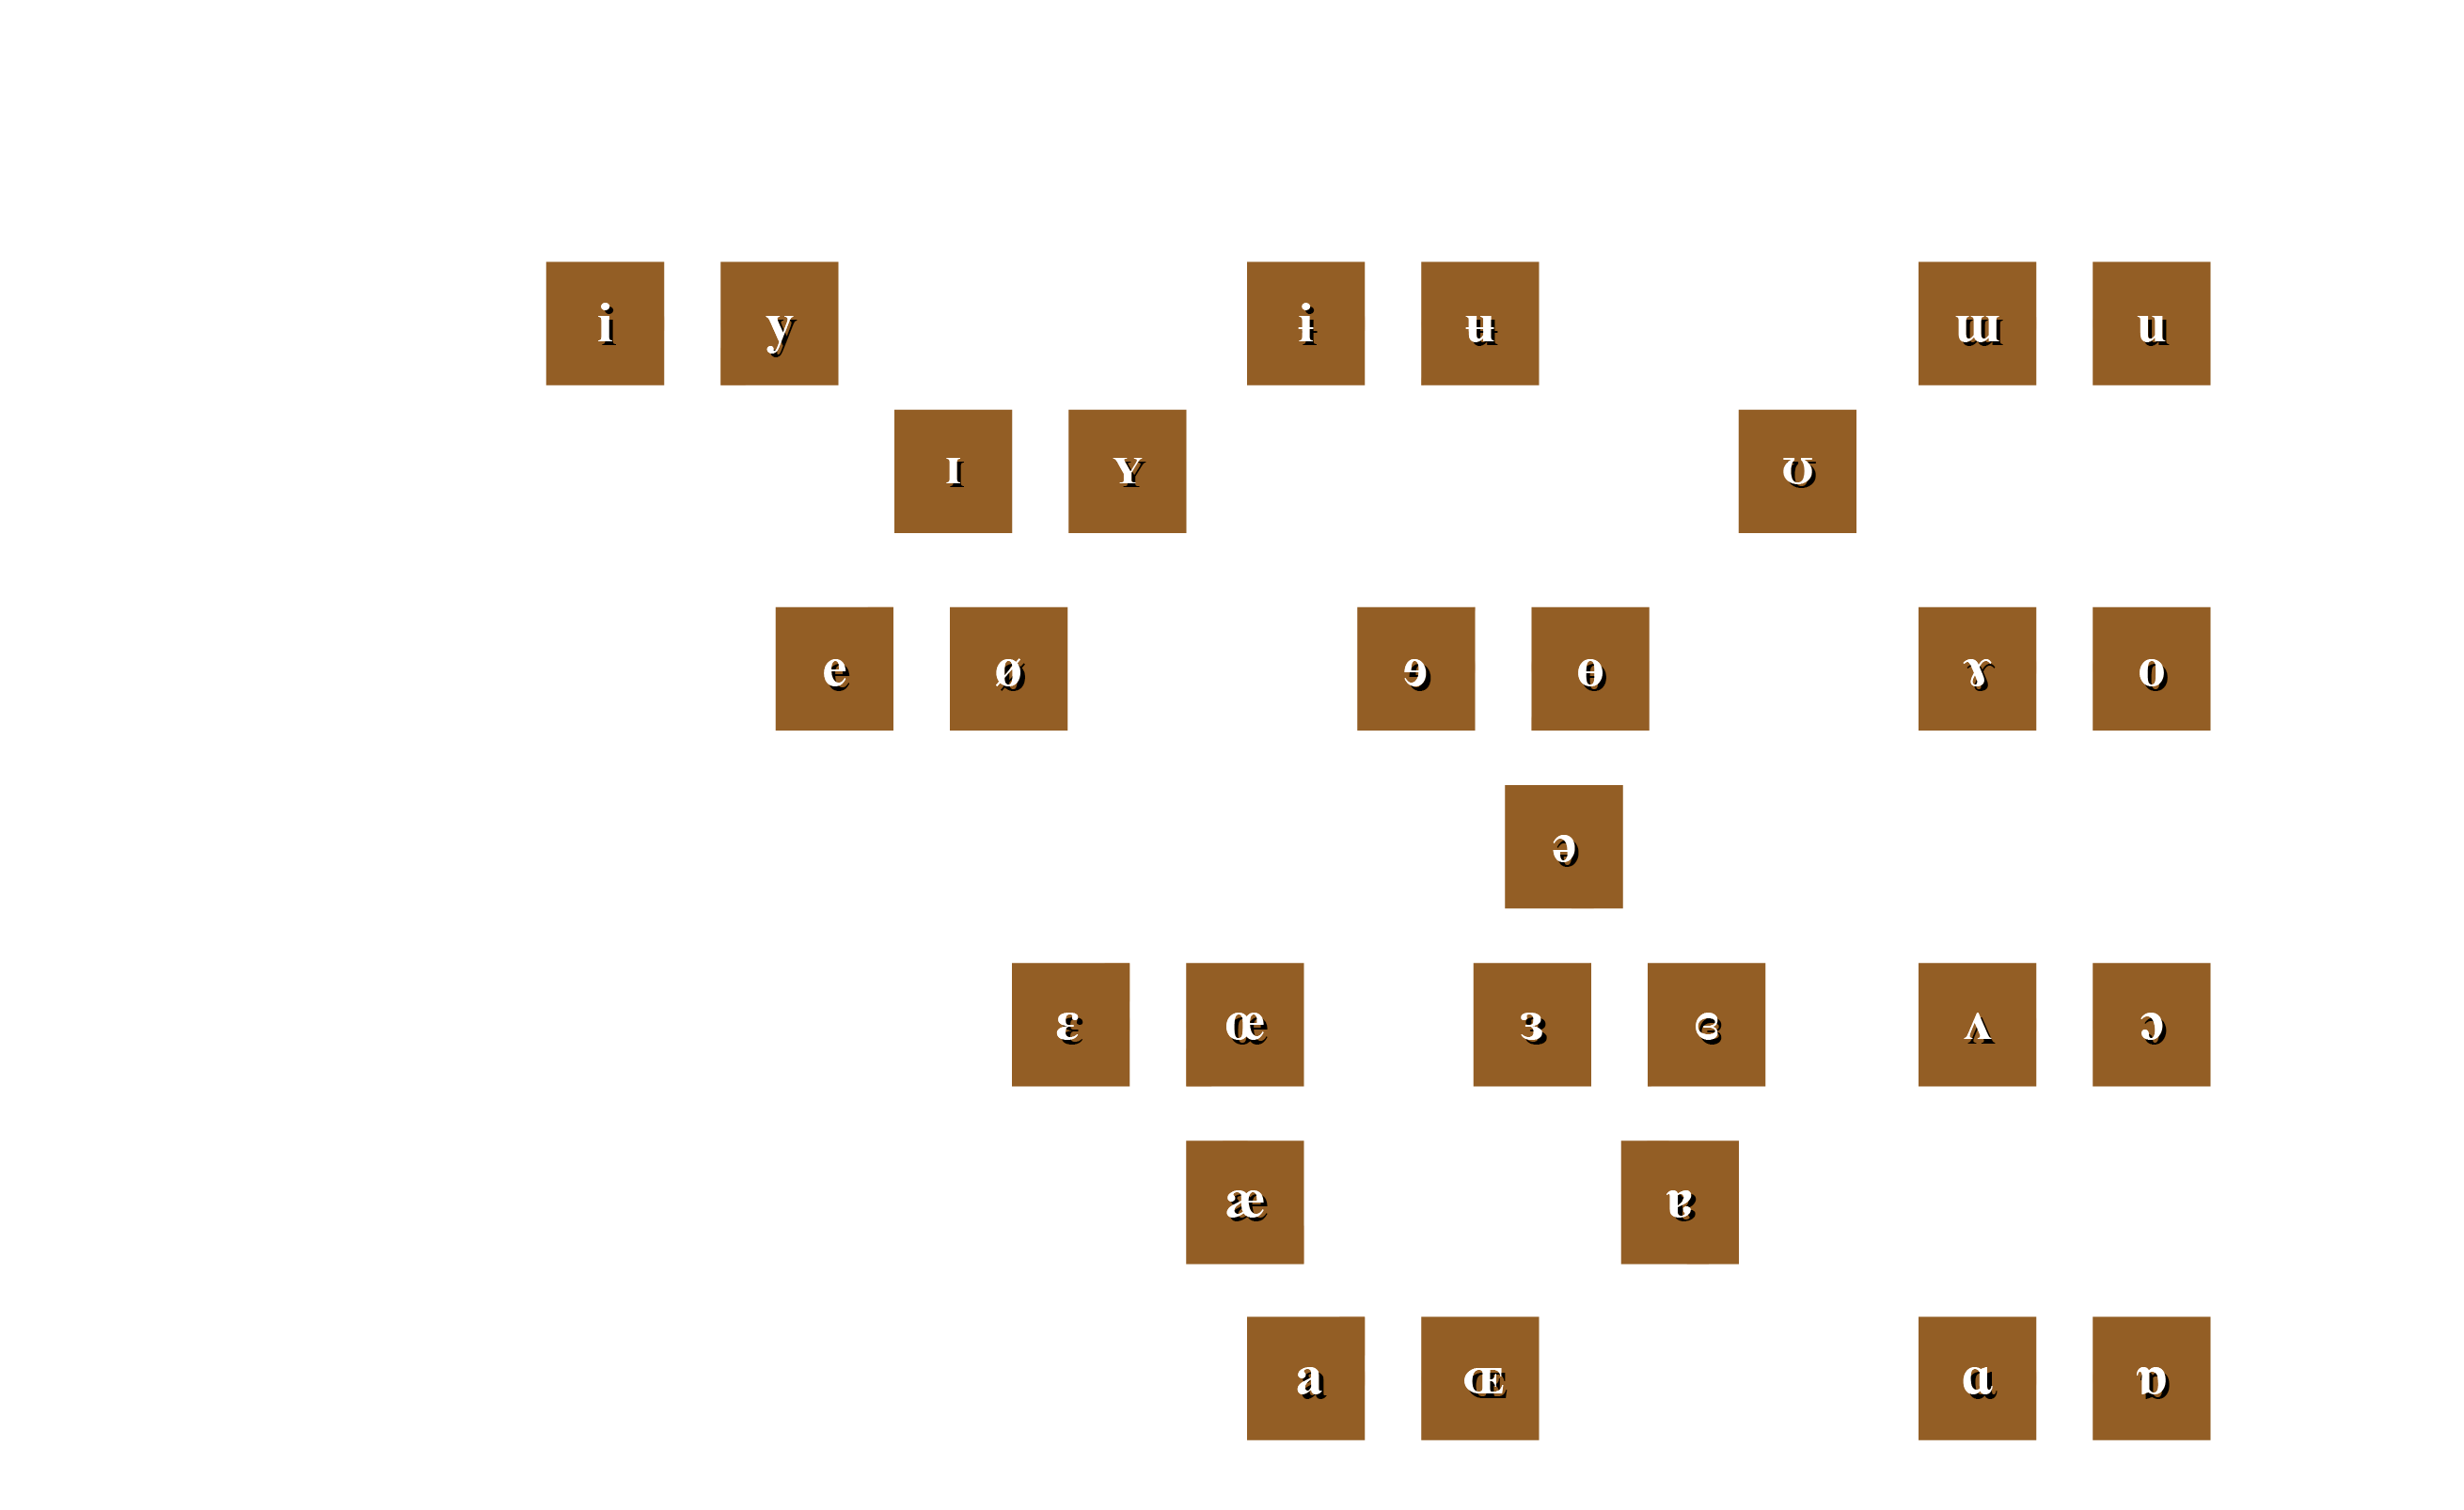 i y ɨ ʉ ɯ u
ɪ ʏ ʊ
e ø ɘ ɵ ɤ o
ə
ɛ œ ɜ ɞ ʌ ɔ
æ ɐ
a ɶ ɑ ɒ